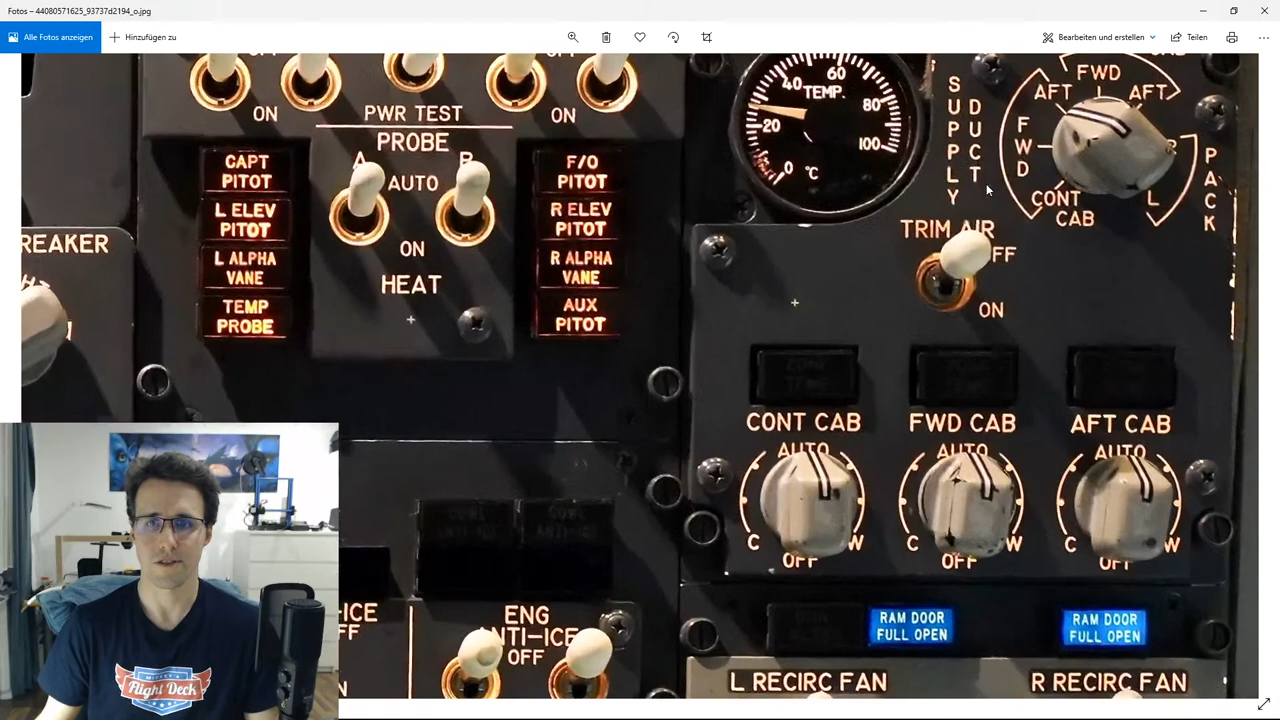 Fotos – 44080571625_93737d2194_o.jpg
Alle Fotos anzeigen
Hinzufügen zu
Bearbeiten und erstellen
Teilen
ON
PWR TEST
ON
PROBE
A
B
AUTO
ON
HEAT
CAPT
PITOT
L ELEV
PITOT
L ALPHA
VANE
TEMP
PROBE
F/O
PITOT
R ELEV
PITOT
R ALPHA
VANE
AUX
PITOT
REAKER
TEMP.
0
20
40
60
80
100
°C
SUPPLY
DUCT
FWD
AFT
AFT
FWD
CONT
CAB
R
L
PACK
TRIM AIR
OFF
ON
CONT CAB
FWD CAB
AFT CAB
AUTO
AUTO
AUTO
C
W
C
W
C
W
OFF
OFF
OFF
RAM DOOR
FULL OPEN
RAM DOOR
FULL OPEN
L RECIRC FAN
R RECIRC FAN
-ICE
FF
N
ENG
ANTI-ICE
OFF
Flight Deck